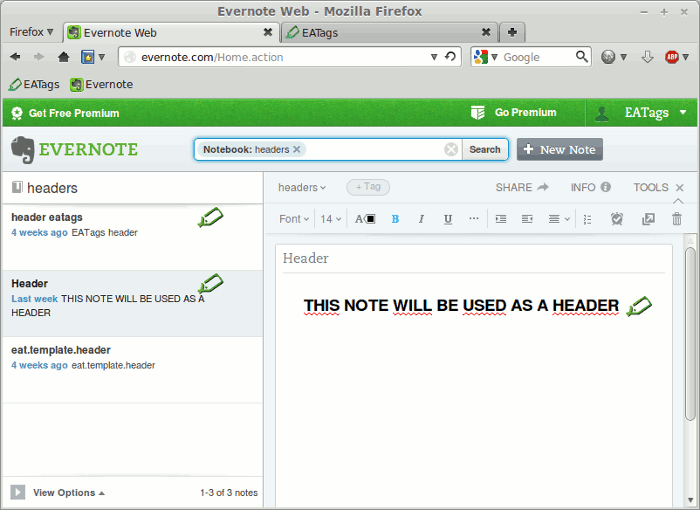 Evernote Web - Mozilla Firefox
Firefox
Evernote Web
EATags
evernote.com/Home.action
Google
ABP
EATags
Evernote
Get Free Premium
Go Premium
EATags
EVERNOTE
Notebook: headers
Search
+ New Note
headers
headers
+ Tag
SHARE
INFO
TOOLS
Font
14
A
B
I
U
...
header eatags
4 weeks ago EATags header
Header
Last week THIS NOTE WILL BE USED AS A
HEADER
eat.template.header
4 weeks ago eat.template.header
Header
THIS NOTE WILL BE USED AS A HEADER
View Options
1-3 of 3 notes